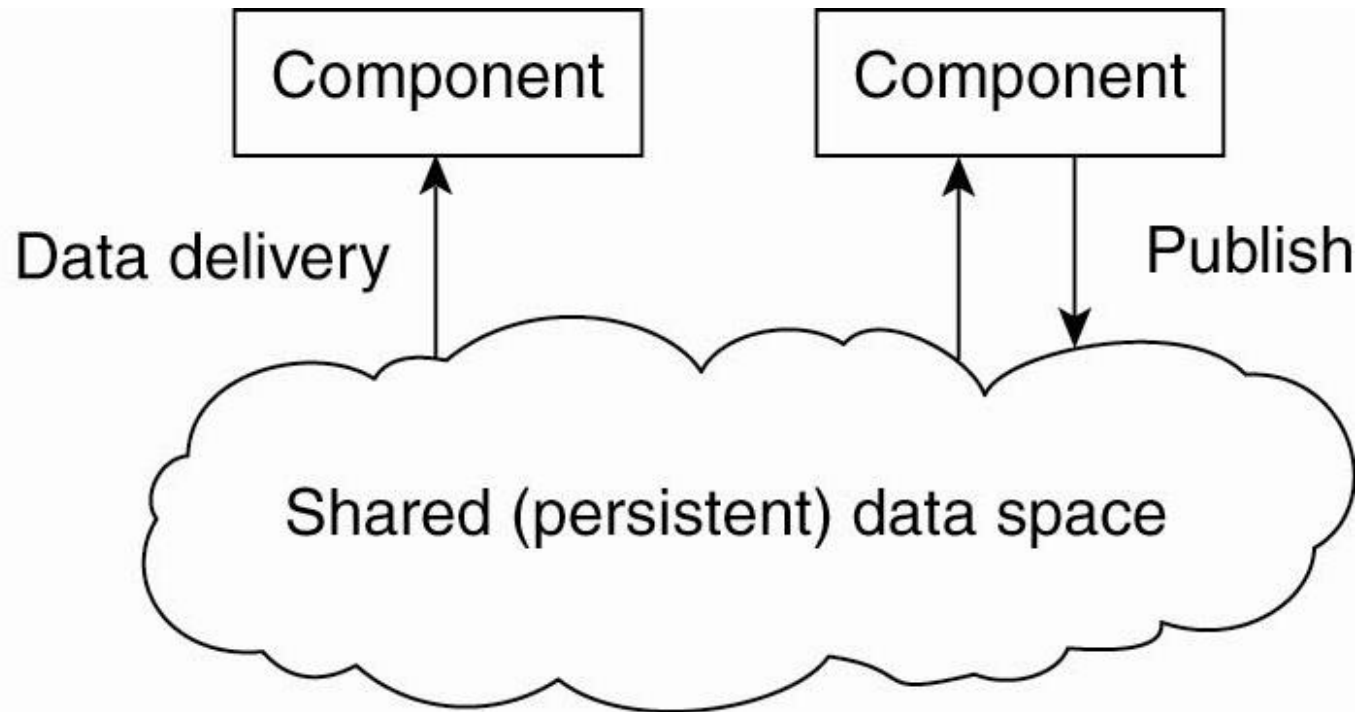 Component
Component
Data delivery
Publish
Shared (persistent) data space